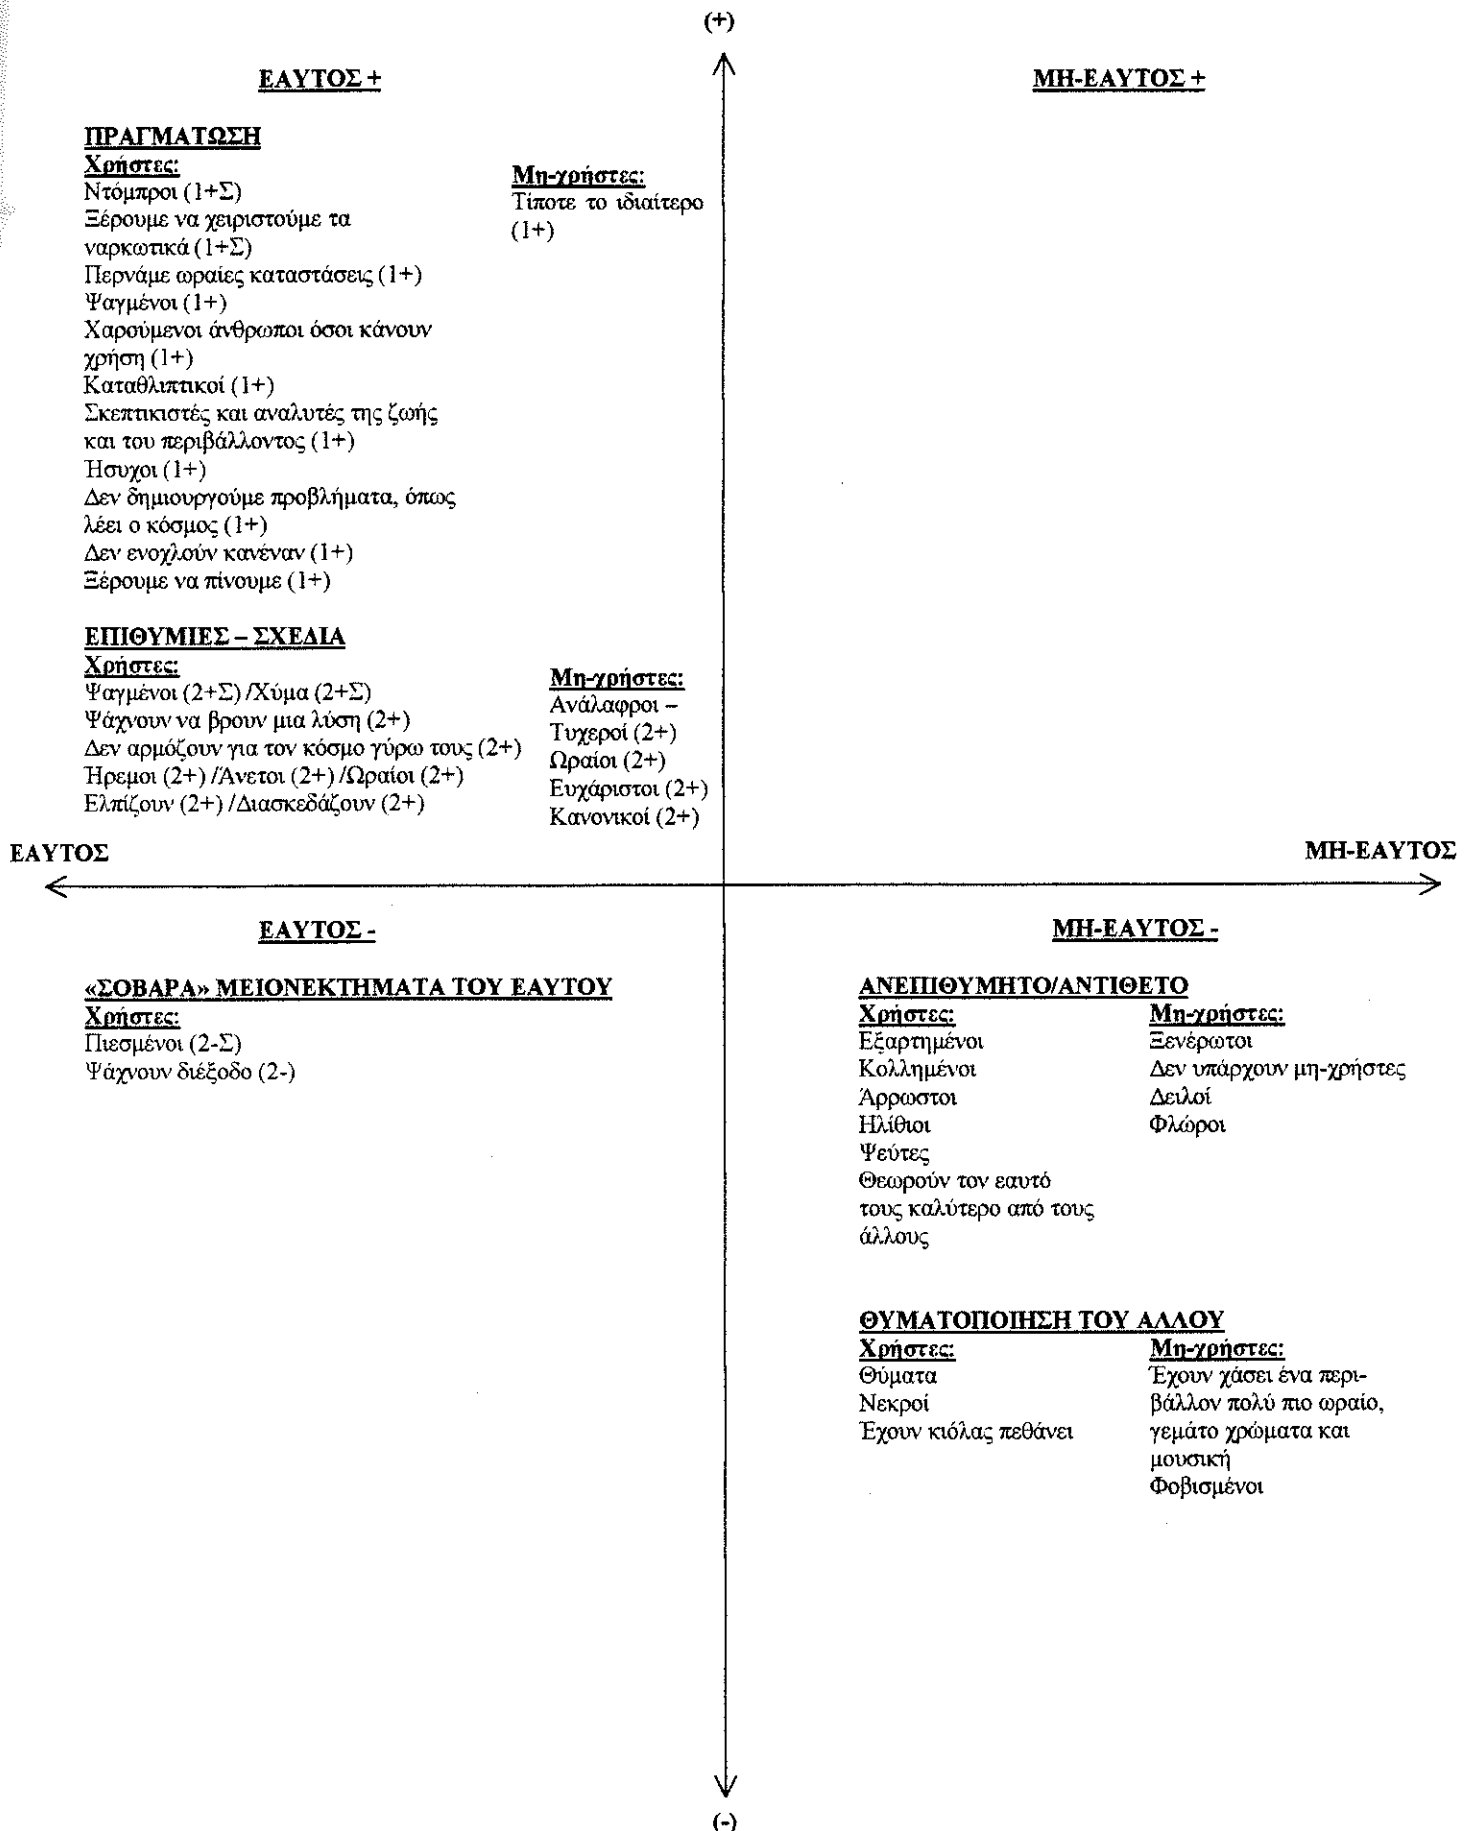 (+)
ΕΑΥΤΟΣ +
ΜΗ-ΕΑΥΤΟΣ +
ΠΡΑΓΜΑΤΩΣΗ
Χρήστες:
Ντόμπροι (1+Σ)
Ξέρουμε να χειριστούμε τα
ναρκωτικά (1+Σ)
Περνάμε ωραίες καταστάσεις (1+)
Ψαγμένοι (1+)
Χαρούμενοι άνθρωποι όσοι κάνουν
χρήση (1+)
Καταθλιπτικοί (1+)
Σκεπτικιστές και αναλυτές της ζωής
και του περιβάλλοντος (1+)
Ήσυχοι (1+)
Δεν δημιουργούμε προβλήματα, όπως
λέει ο κόσμος (1+)
Δεν ενοχλούν κανέναν (1+)
Ξέρουμε να πίνουμε (1+)
Μη-χρήστες:
Τίποτε το ιδιαίτερο
(1+)
ΕΠΙΘΥΜΙΕΣ – ΣΧΕΔΙΑ
Χρήστες:
Ψαγμένοι (2+Σ) /Χύμα (2+Σ)
Ψάχνουν να βρουν μια λύση (2+)
Δεν αρμόζουν για τον κόσμο γύρω τους (2+)
Ήρεμοι (2+) /Άνετοι (2+) /Ωραίοι (2+)
Ελπίζουν (2+) /Διασκεδάζουν (2+)
Μη-χρήστες:
Ανάλαφροι –
Τυχεροί (2+)
Ωραίοι (2+)
Ευχάριστοι (2+)
Κανονικοί (2+)
ΕΑΥΤΟΣ
ΜΗ-ΕΑΥΤΟΣ
ΕΑΥΤΟΣ -
ΜΗ-ΕΑΥΤΟΣ -
«ΣΟΒΑΡΑ» ΜΕΙΟΝΕΚΤΗΜΑΤΑ ΤΟΥ ΕΑΥΤΟΥ
Χρήστες:
Πιεσμένοι (2-Σ)
Ψάχνουν διέξοδο (2-)
ΑΝΕΠΙΘΥΜΗΤΟ/ΑΝΤΙΘΕΤΟ
Χρήστες:
Εξαρτημένοι
Κολλημένοι
Άρρωστοι
Ηλίθιοι
Ψεύτες
Θεωρούν τον εαυτό
τους καλύτερο από τους
άλλους
Μη-χρήστες:
Ξενέρωτοι
Δεν υπάρχουν μη-χρήστες
Δειλοί
Φλώροι
ΘΥΜΑΤΟΠΟΙΗΣΗ ΤΟΥ ΑΛΛΟΥ
Χρήστες:
Θύματα
Νεκροί
Έχουν κιόλας πεθάνει
Μη-χρήστες:
Έχουν χάσει ένα περι-
βάλλον πολύ πιο ωραίο,
γεμάτο χρώματα και
μουσική
Φοβισμένοι
(-)